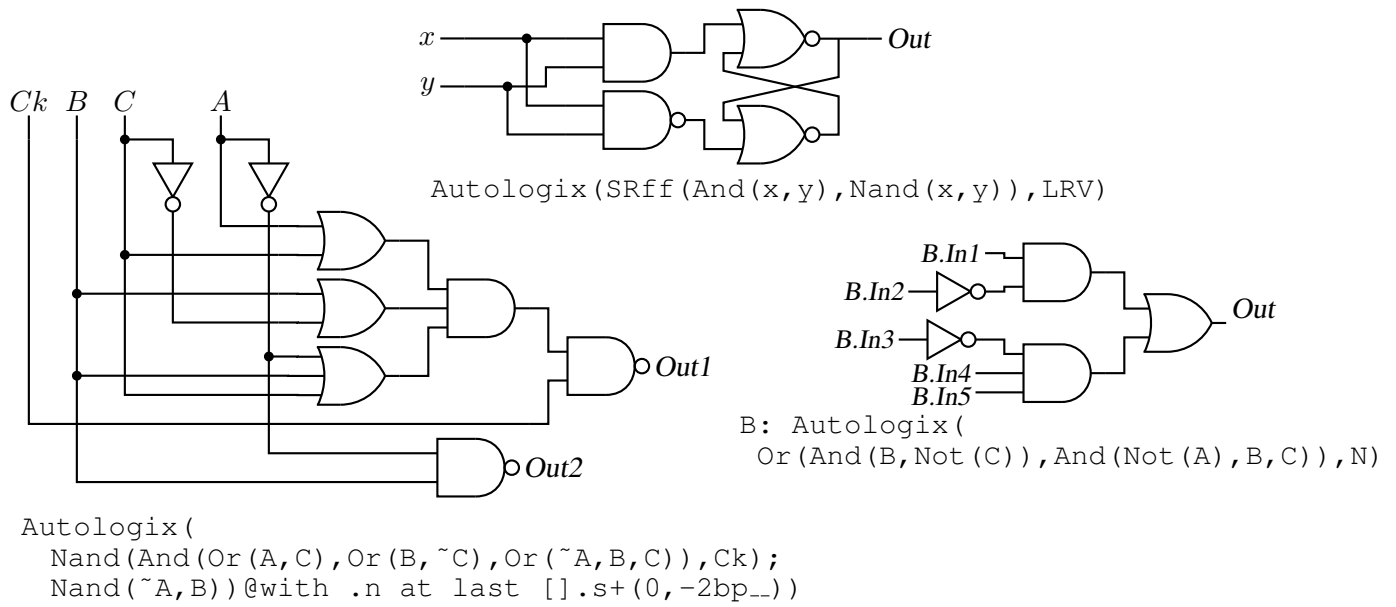 x
Out
y
Ck B C A
Autologix(SRff(And(x,y),Nand(x,y)),LRV)
B.In1
B.In2
Out
B.In3
B.In4
B.In5
Out1
Out2
B: Autologix(
Or(And(B,Not(C)),And(Not(A),B,C)),N)
Autologix(
Nand(And(Or(A,C),Or(B,~C),Or(~A,B,C)),Ck);
Nand(~A,B))@with .n at last [].s+(0,-2bp__))